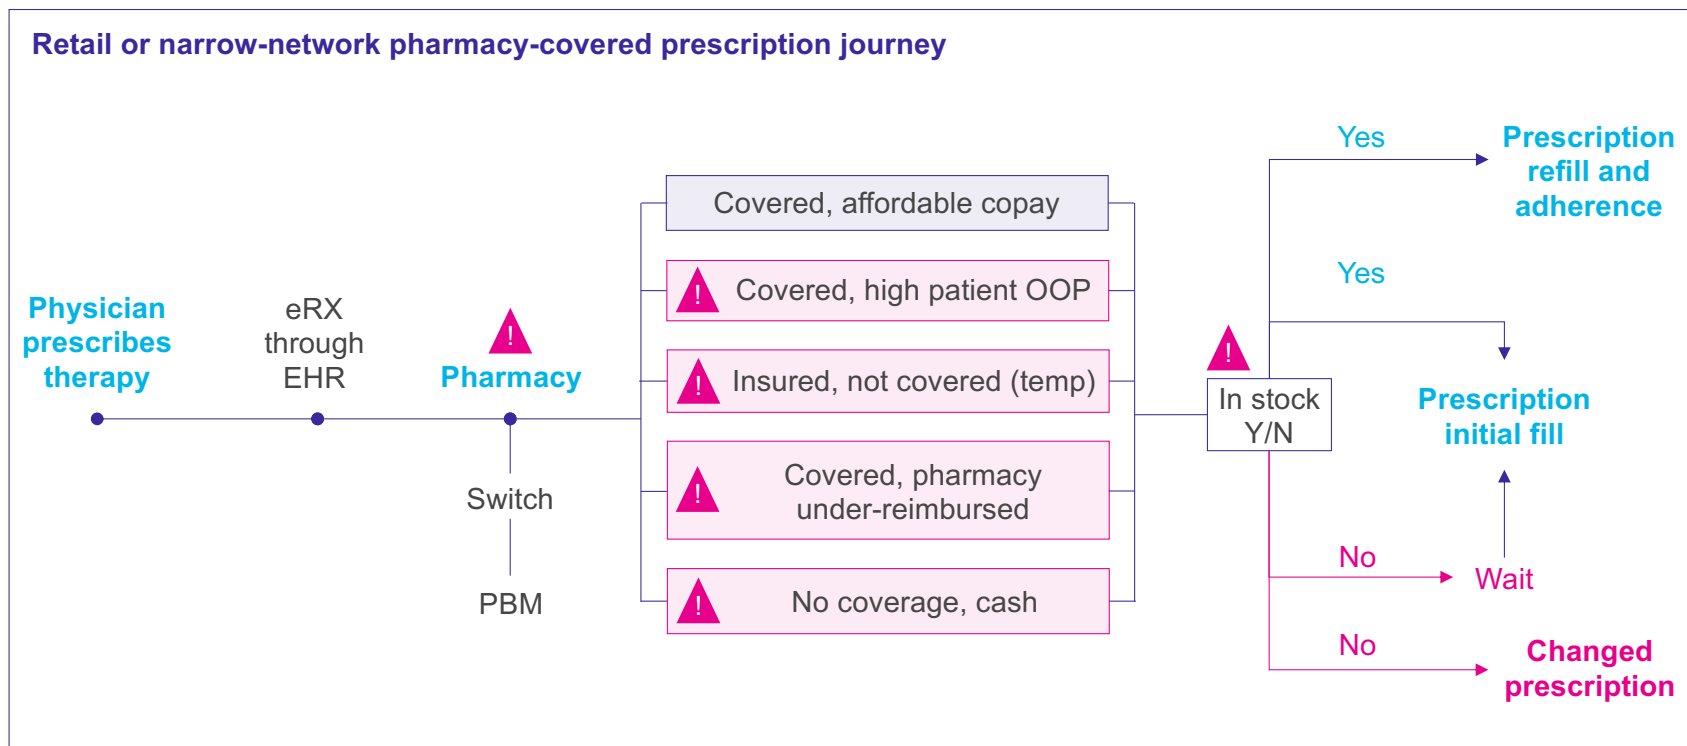 Retail or narrow-network pharmacy-covered prescription journey
Physician
prescribes
therapy
eRX
through
EHR
!
Pharmacy
Switch
PBM
Covered, affordable copay
! Covered, high patient OOP
! Insured, not covered (temp)
! Covered, pharmacy
under-reimbursed
! No coverage, cash
!
In stock
Y/N
Yes
Prescription
refill and
adherence
Yes
Prescription
initial fill
No
Wait
No
Changed
prescription